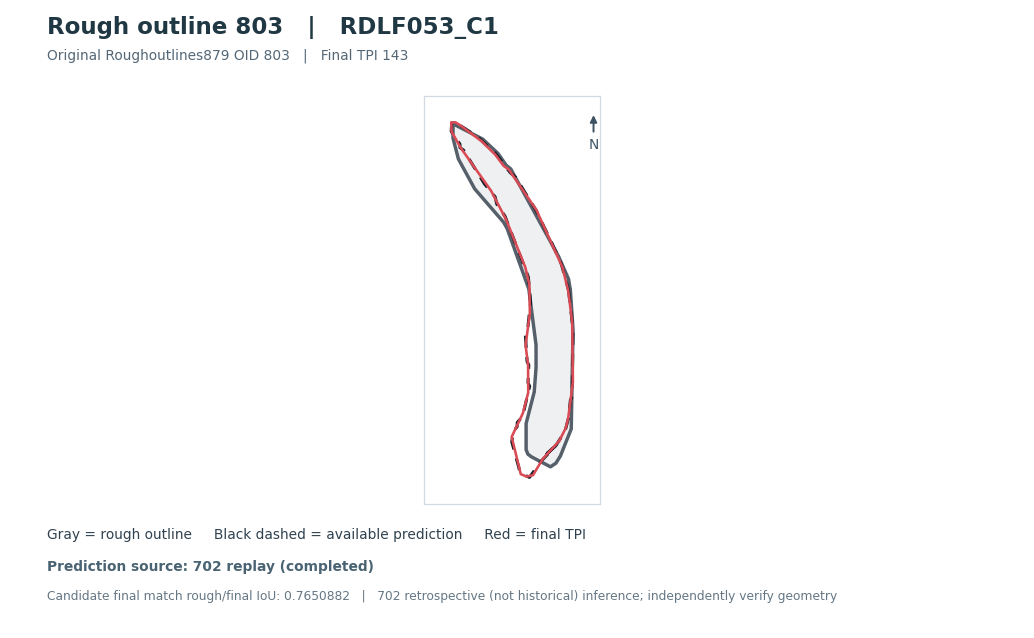 Rough outline 803   |   RDLF053_C1
Original Roughoutlines879 OID 803   |   Final TPI 143
N
Gray = rough outline     Black dashed = available prediction     Red = final TPI
Prediction source: 702 replay (completed)
Candidate final match rough/final IoU: 0.7650882   |   702 retrospective (not historical) inference; independently verify geometry